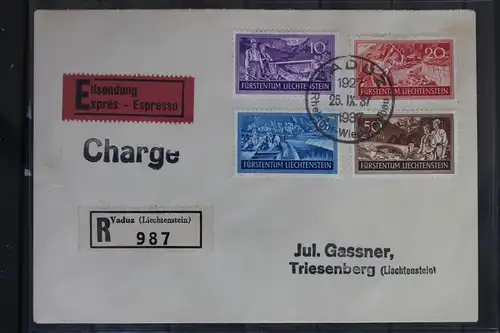 Eilsendung
Exprès - Espresso
Charge
R Vaduz (Liechtenstein)
987
10
FÜRSTENTUM LIECHTENSTEIN
20
FÜRSTENTUM LIECHTENSTEIN
FÜRSTENTUM LIECHTENSTEIN
50
FÜRSTENTUM LIECHTENSTEIN
VADUZ
1927
25. IX. 37
1937
Jul. Gassner,
Triesenberg (Liechtenstein)